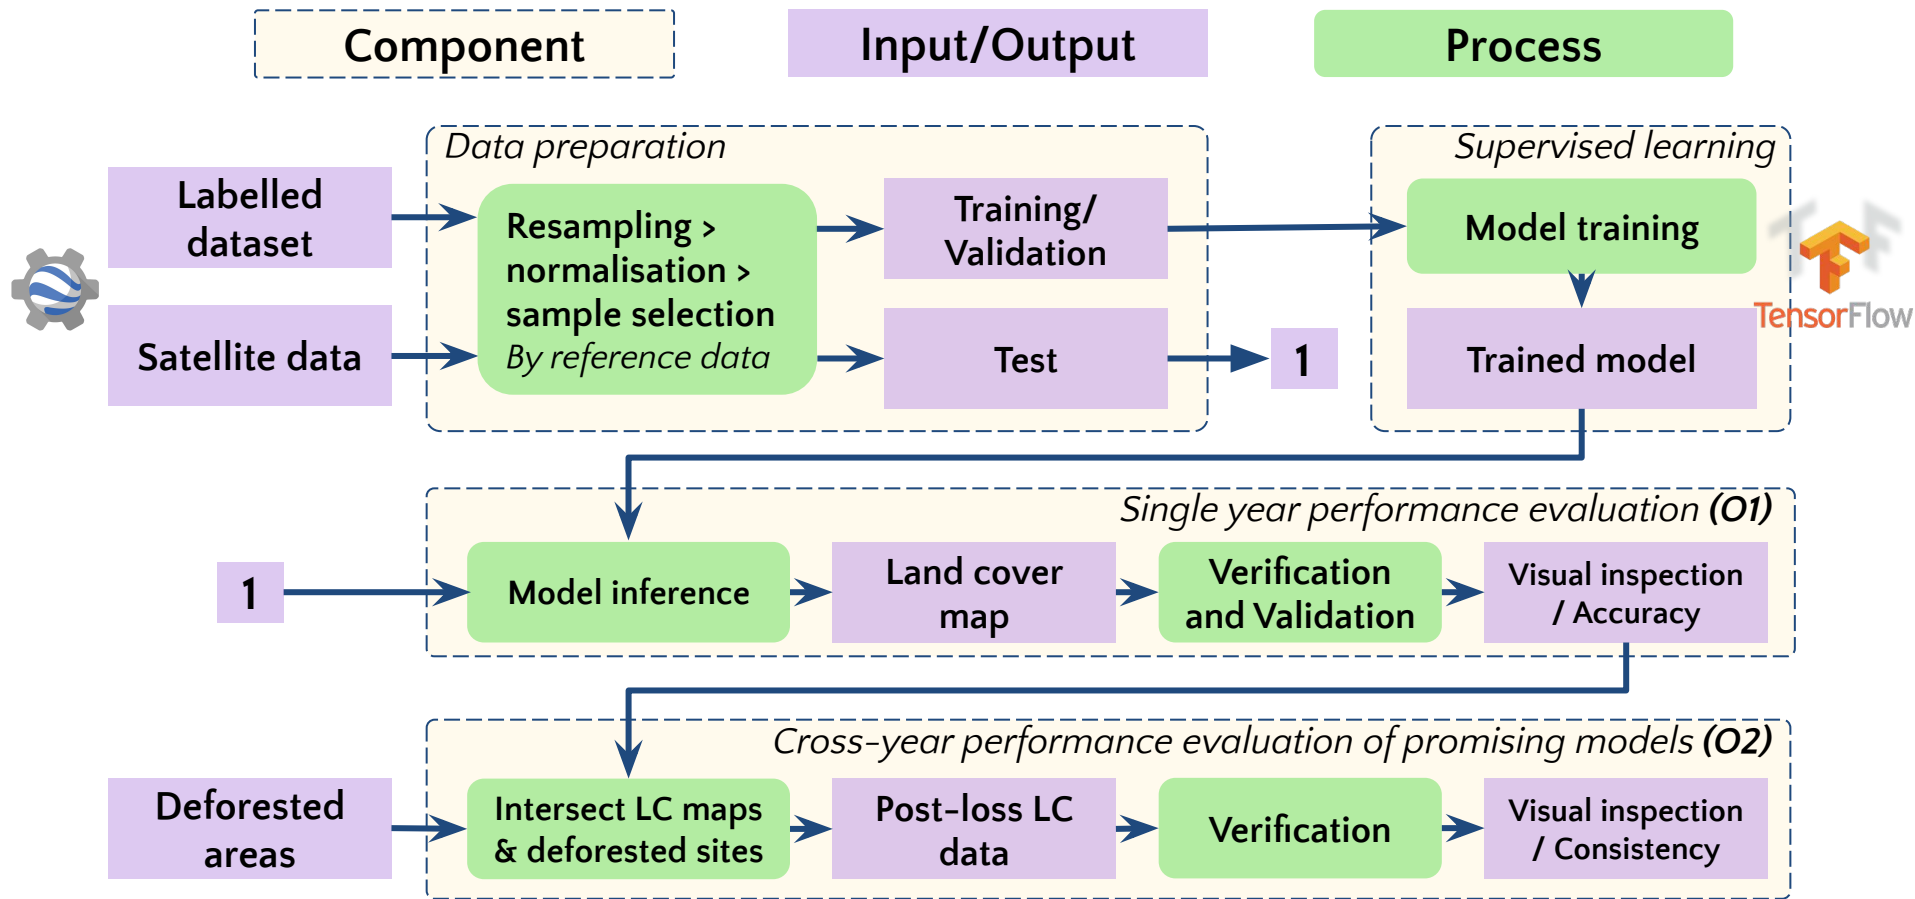 Component
Input/Output
Process
Data preparation
Supervised learning
Labelled
dataset
Resampling >
normalisation >
sample selection
By reference data
Training/
Validation
Model training
TensorFlow
Satellite data
Test
1
Trained model
Single year performance evaluation (O1)
1
Model inference
Land cover
map
Verification
and Validation
Visual inspection
/ Accuracy
Cross-year performance evaluation of promising models (O2)
Deforested
areas
Intersect LC maps
& deforested sites
Post-loss LC
data
Verification
Visual inspection
/ Consistency